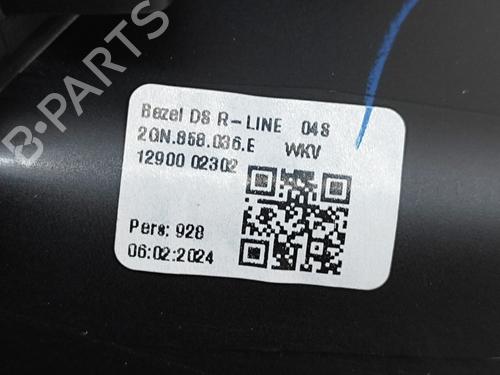 Bezel DS R-LINE 04S
2GN.858.036.E WKV
12900 02302
Pers: 928
06:02:2024
B-PARTS